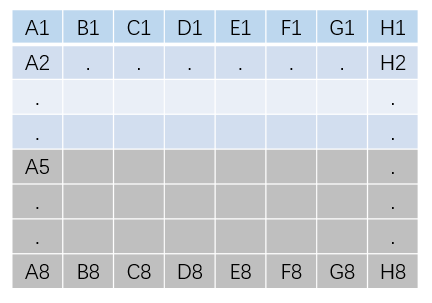 A1 B1 C1 D1 E1 F1 G1 H1
A2 . . . . . . H2
. .
. .
A5 .
. .
. .
A8 B8 C8 D8 E8 F8 G8 H8